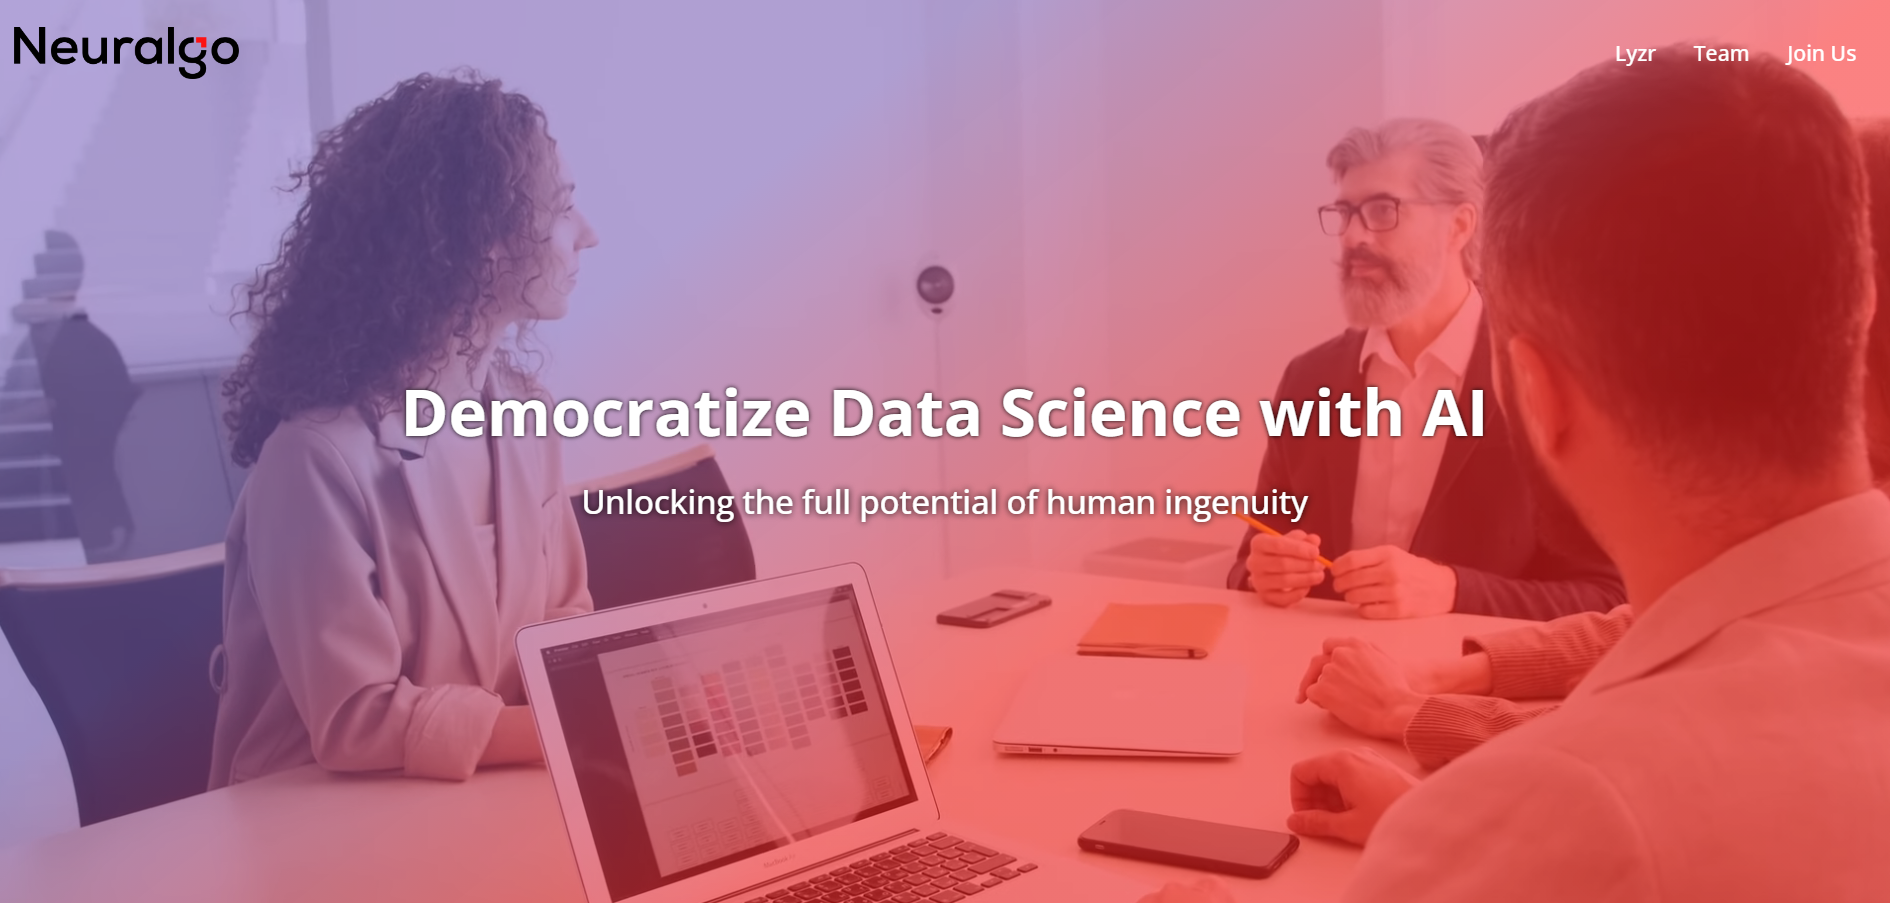 Neuralgo
Lyzr Team Join Us
Democratize Data Science with AI
Unlocking the full potential of human ingenuity